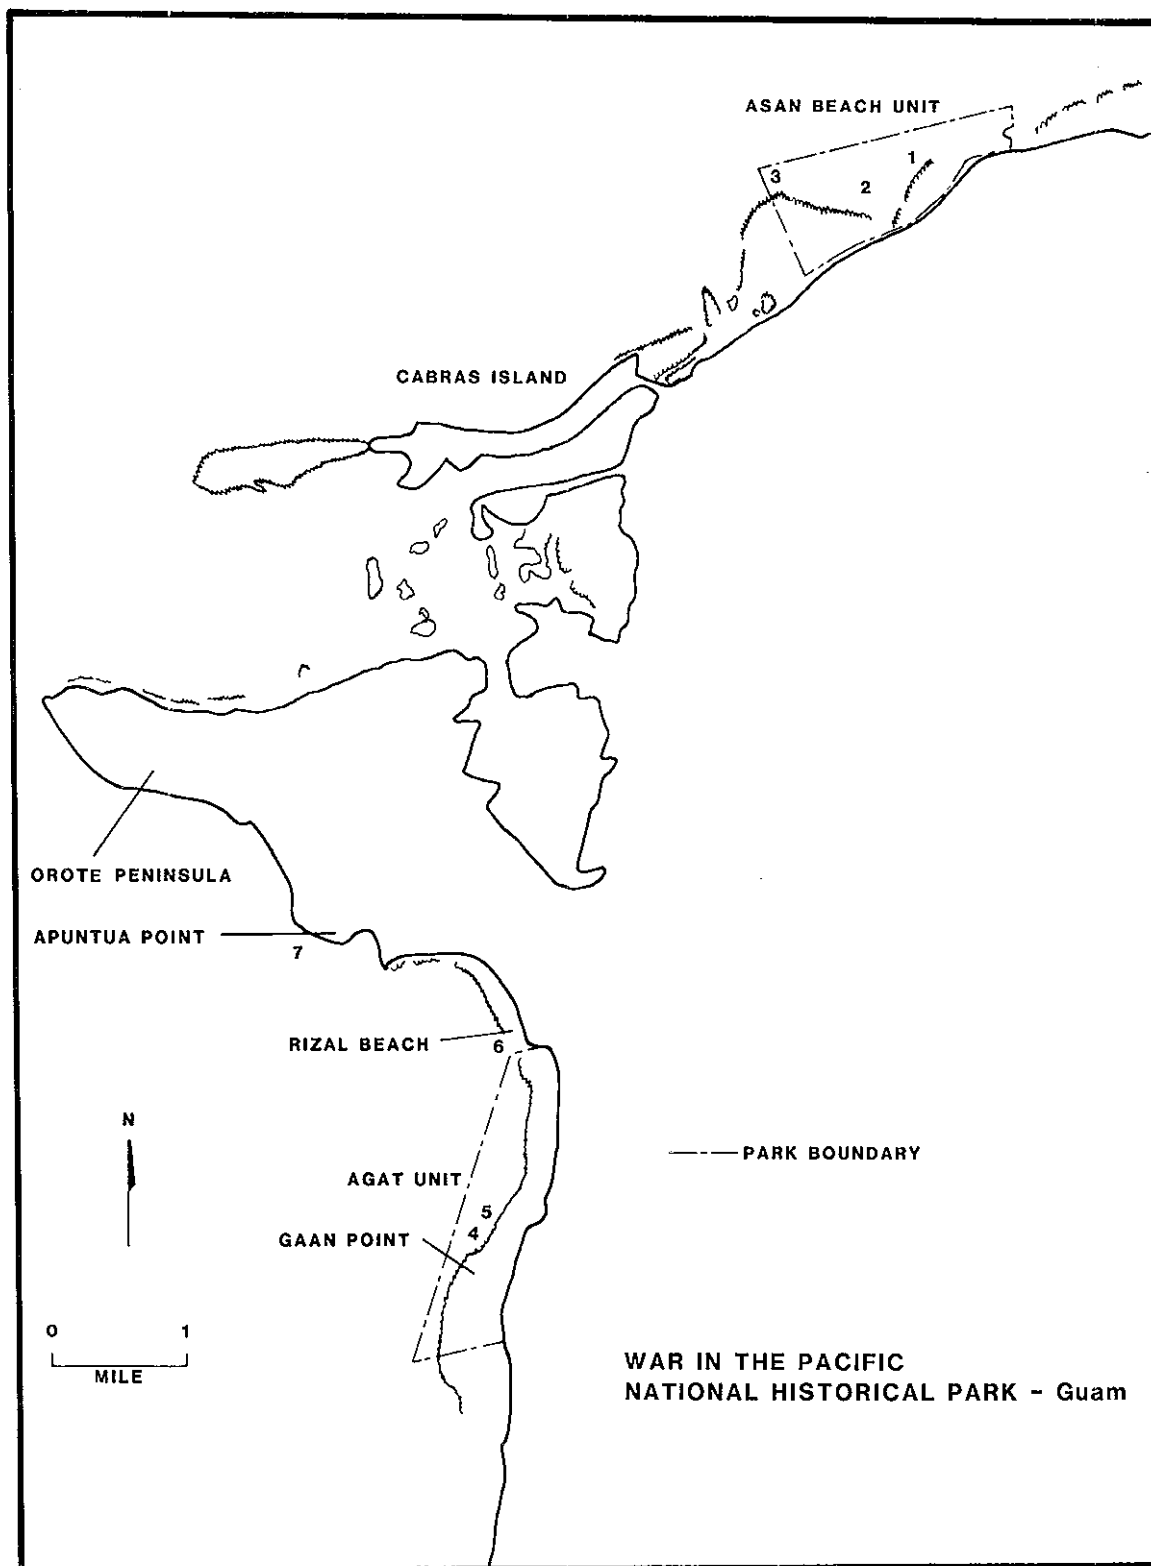 ASAN BEACH UNIT
1
3
2
CABRAS ISLAND
OROTE PENINSULA
APUNTUA POINT
7
RIZAL BEACH
6
N
PARK BOUNDARY
AGAT UNIT
5
4
GAAN POINT
0 1
MILE
WAR IN THE PACIFIC
NATIONAL HISTORICAL PARK - Guam